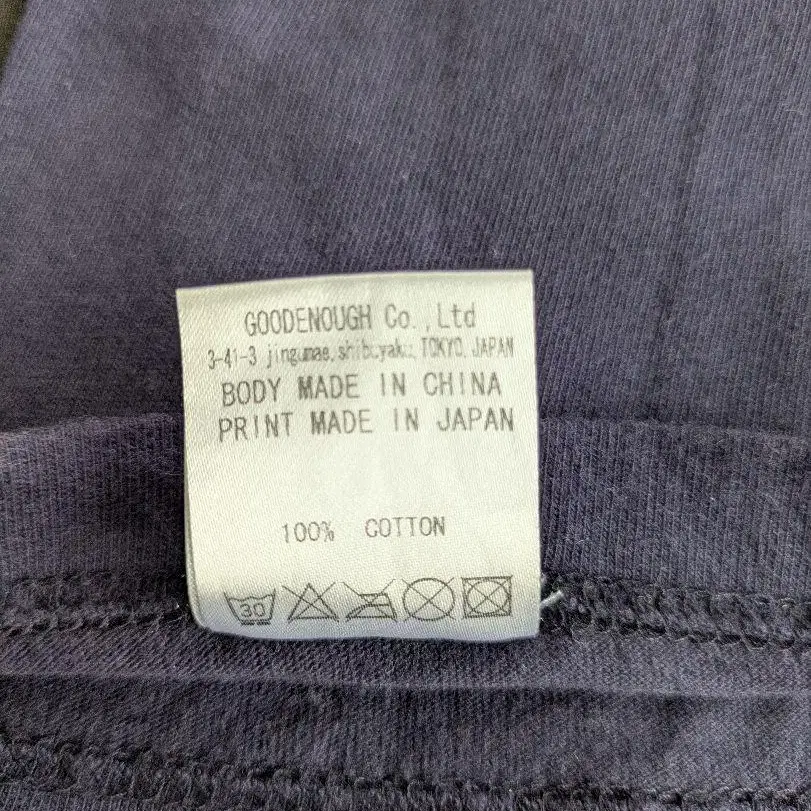 GOODENOUGH Co.,Ltd
3-41-3 jingumae, shibuyaku, TOKYO, JAPAN
BODY MADE IN CHINA
PRINT MADE IN JAPAN
100% COTTON
30